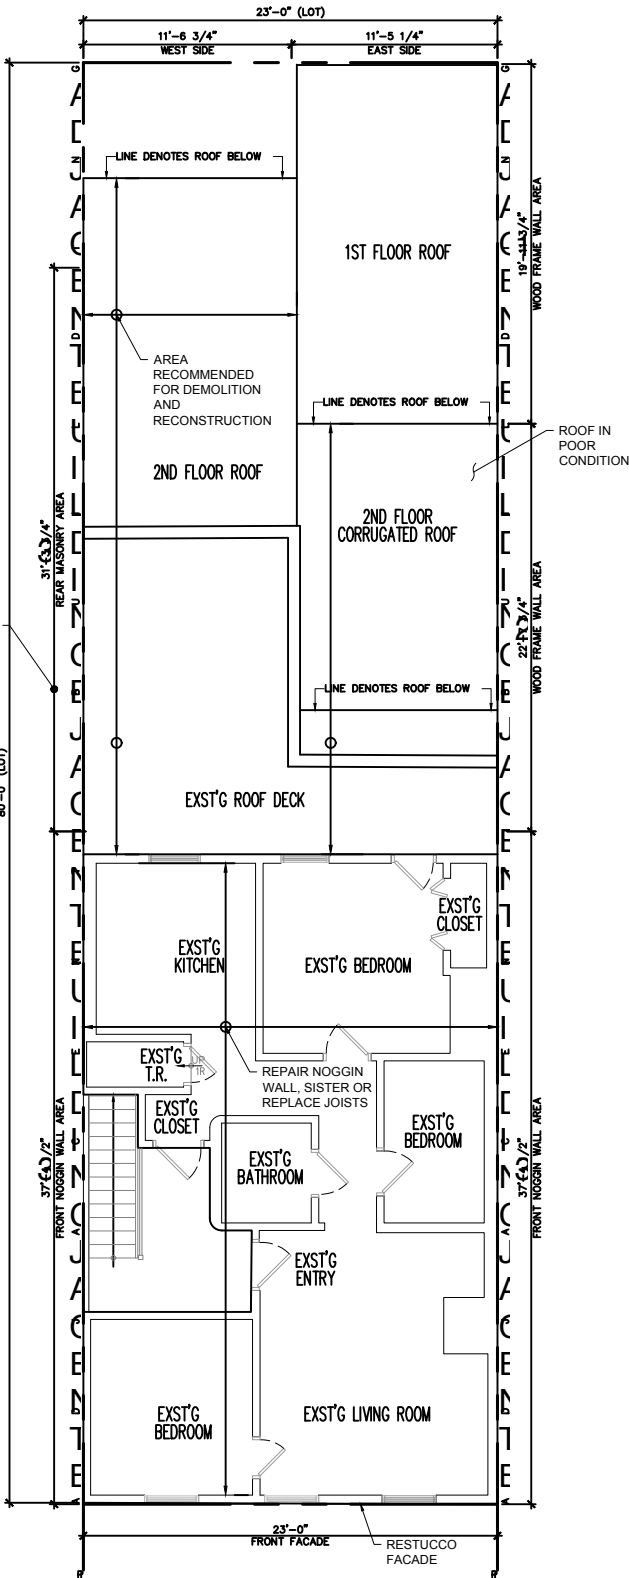 23'-0" (LOT)
11'-6 3/4"
WEST SIDE
11'-5 1/4"
EAST SIDE
LINE DENOTES ROOF BELOW
1ST FLOOR ROOF
WOOD FRAME WALL AREA
AREA
RECOMMENDED
FOR DEMOLITION
AND
RECONSTRUCTION
LINE DENOTES ROOF BELOW
ROOF IN
POOR
CONDITION
2ND FLOOR ROOF
2ND FLOOR
CORRUGATED ROOF
REAR MASONRY AREA
WOOD FRAME WALL AREA
LINE DENOTES ROOF BELOW
80'-0" (LOT)
EXST'G ROOF DECK
EXST'G
CLOSET
EXST'G
KITCHEN
EXST'G BEDROOM
EXST'G
T.R.
UP
1R
REPAIR NOGGIN
WALL, SISTER OR
REPLACE JOISTS
EXST'G
CLOSET
EXST'G
BEDROOM
EXST'G
BATHROOM
FRONT NOGGIN WALL AREA
FRONT NOGGIN WALL AREA
EXST'G
ENTRY
EXST'G
BEDROOM
EXST'G LIVING ROOM
23'-0"
FRONT FACADE
RESTUCCO
FACADE